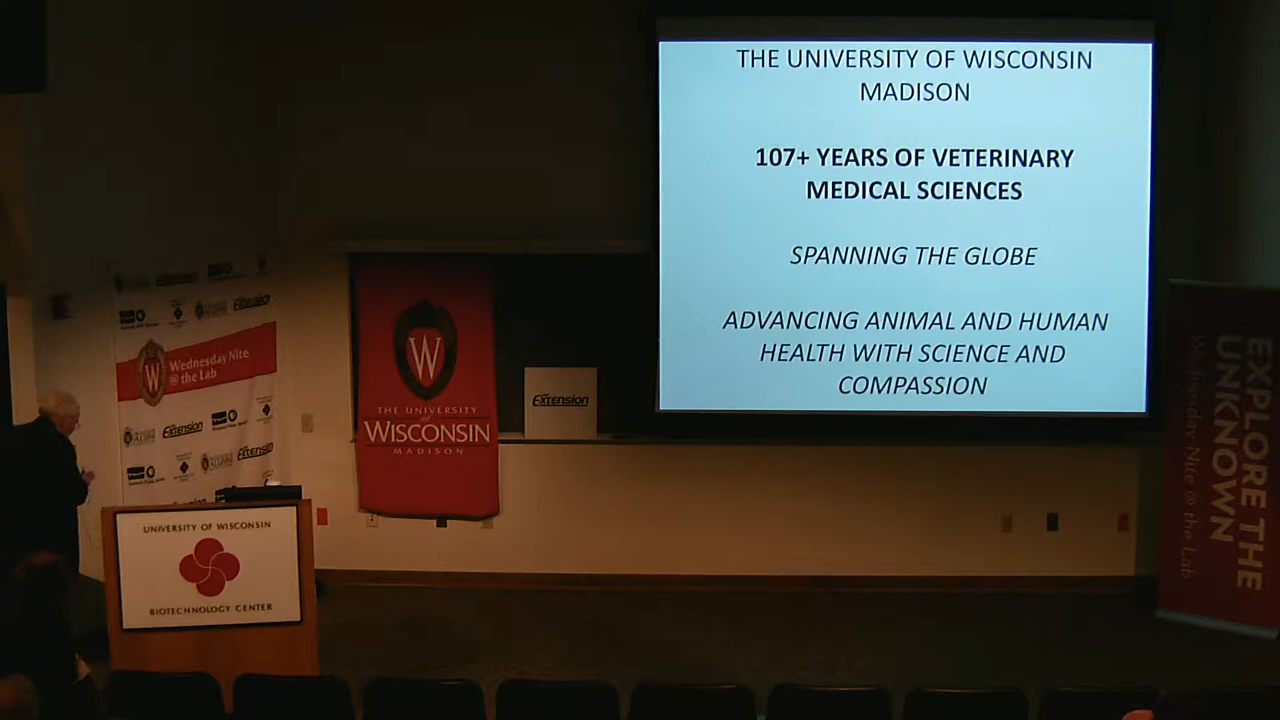 THE UNIVERSITY OF WISCONSIN
MADISON
107+ YEARS OF VETERINARY
MEDICAL SCIENCES
SPANNING THE GLOBE
ADVANCING ANIMAL AND HUMAN
HEALTH WITH SCIENCE AND
COMPASSION
Extension
Wednesday Nite
@ the Lab
Extension
Extension
W
THE UNIVERSITY
of
WISCONSIN
MADISON
Extension
UNIVERSITY OF WISCONSIN
BIOTECHNOLOGY CENTER
EXPLORE THE
UNKNOWN
Wednesday Nite @ the Lab